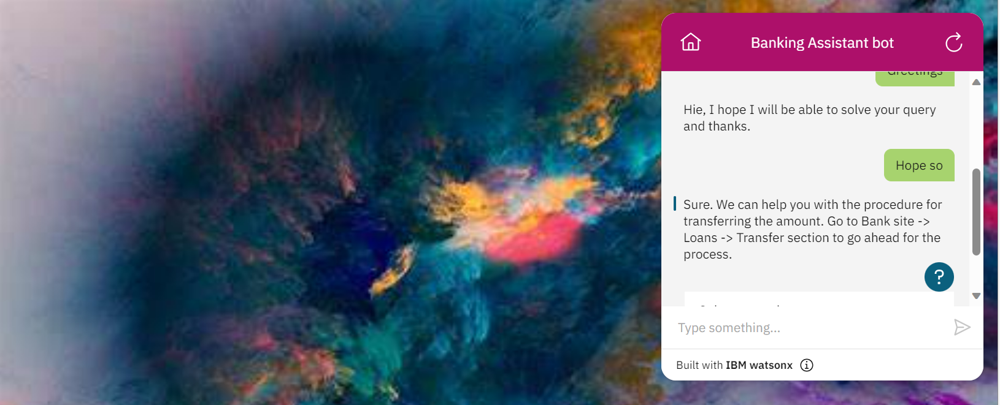 Banking Assistant bot
Greetings
Hie, I hope I will be able to solve your query
and thanks.
Hope so
Sure. We can help you with the procedure for
transferring the amount. Go to Bank site ->
Loans -> Transfer section to go ahead for the
process.
?
Type something...
Built with IBM watsonx